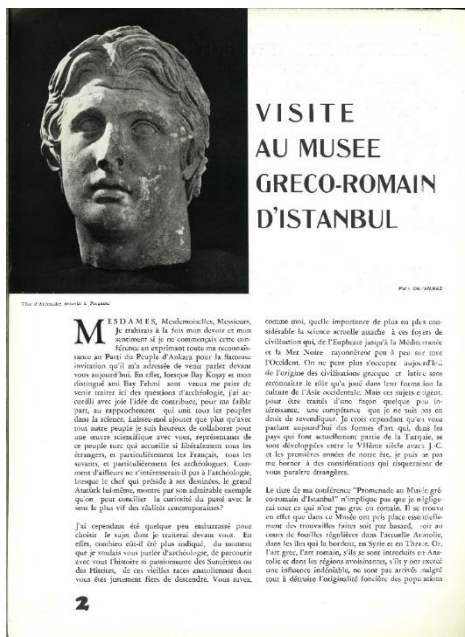 VISITE
AU MUSEE
GRECO-ROMAIN
D'ISTANBUL
Par : DEVAMBEZ
Tête d'Alexandre trouvée à Pergame
MESDAMES, Mesdemoiselles, Messieurs,
Je trahirais à la fois mon devoir et mon
sentiment si je ne commençais cette con-
férence en exprimant toute ma reconnais-
sance au Parti du Peuple d'Ankara pour la flatteuse
invitation qu'il m'a adressée de venir parler devant
vous aujourd'hui. En effet, lorsque Bay Koşay et mon
distingué ami Bay Fehmi sont venus me prier de
venir traiter ici des questions d'archéologie, j'ai ac-
cueilli avec joie l'idée de contribuer, pour ma faible
part, au rapprochement qui unit tous les peuples
dans la science. Laissez-moi ajouter que plus qu'avec
tout autre peuple je suis heureux de collaborer pour
une œuvre scientifique avec vous, représentants de
ce peuple turc qui accueille si libéralement tous les
étrangers, et particulièrement les Français, tous les
savants, et particulièrement les archéologues. Com-
ment d'ailleurs ne s'intéresserait-il pas à l'archéologie,
lorsque le chef qui préside à ses destinées, le grand
Atatürk lui-même, montre par son admirable exemple
qu'on peut concilier la curiosité du passé avec le
sens le plus vif des réalités contemporaines?
J'ai cependant été quelque peu embarrassé pour
choisir le sujet dont je traiterai devant vous. En
effet, combien eût-il été plus indiqué, du moment
que je voulais vous parler d'archéologie, de parcourir
avec vous l'histoire si passionnante des Sumériens ou
des Hittites, de ces vieilles races anatoliennes dont
vous êtes justement fiers de descendre. Vous savez,
comme moi, quelle importance de plus en plus con-
sidérable la science actuelle attache à ces foyers de
civilisation qui, de l'Euphrate jusqu'à la Méditerranée
et la Mer Noire rayonnèrent peu à peu sur tout
l'Occident. On ne peut plus s'occuper aujourd'hui
de l'origine des civilisations grecque et latine sans
reconnaître le rôle qu'a joué dans leur formation la
culture de l'Asie occidentale. Mais ces sujets exigent,
pour être traités d'une façon quelque peu in-
téressante, une compétence que je ne suis pas en
droit de revendiquer. Je crois cependant qu'en vous
parlant aujourd'hui des formes d'art qui, dans les
pays qui font actuellement partie de la Turquie, se
sont développées entre le VIIème siècle avant J.-C.
et les premières années de notre ère, je puis ne pas
me borner à des considérations qui risqueraient de
vous paraître étrangères.
Le titre de ma conférence "Promenade au Musée gré-
co-romain d'Istanbul" n'implique pas que je néglige-
rai tout ce qui n'est pas grec ou romain. Il se trouve
en effet que dans ce Musée ont pris place essentielle-
ment des trouvailles faites soit par hasard, soit au
cours de fouilles régulières dans l'actuelle Anatolie,
dans les îles qui la bordent, en Syrie et en Thrace. Or,
l'art grec, l'art romain, s'ils se sont introduits en Ana-
tolie et dans les régions avoisinantes, s'ils y ont exercé
une influence indéniable, ne sont pas arrivés malgré
tout à détruire l'originalité foncière des populations
2